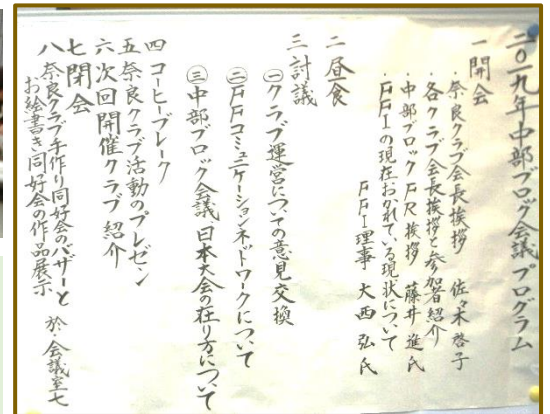 二〇一九年中部ブロック会議プログラム
一 開会
・奈良クラブ会長挨拶 佐々木啓子
・各クラブ会長挨拶と参加者紹介
・中部ブロックFR挨拶 藤井進氏
・FFIの現在おかれている現状について
FFI理事 大西弘氏
二 昼食
三 討議
㊀クラブ運営についての意見交換
㊁FFコミュニケーションネットワークについて
㊂中部ブロック会議日本大会の在り方について
四 コーヒーブレーク
五 奈良クラブ活動のプレゼン
六 次回開催クラブ紹介
七 閉会
八 奈良クラブ手作り同好会のバザーと
お絵書き同好会の作品展示 於・会議室七